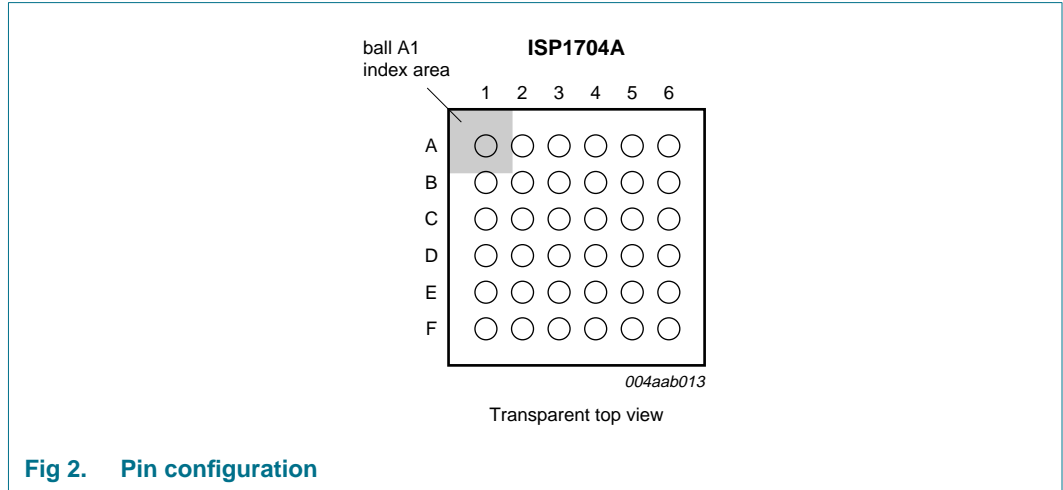 ball A1
index area
ISP1704A
1 2 3 4 5 6
A
B
C
D
E
F
004aab013
Transparent top view
Fig 2. Pin configuration